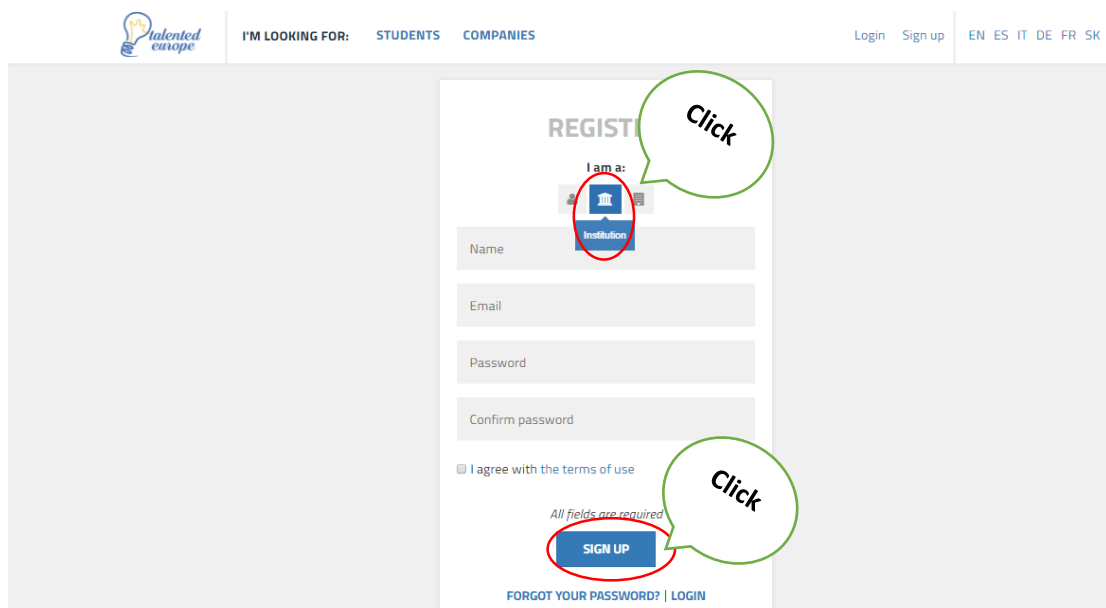 talented europe
I'M LOOKING FOR: STUDENTS COMPANIES
Login Sign up EN ES IT DE FR SK
REGIST
Click
I am a:
Institution
Name
Email
Password
Confirm password
I agree with the terms of use
Click
All fields are required
SIGN UP
FORGOT YOUR PASSWORD? | LOGIN